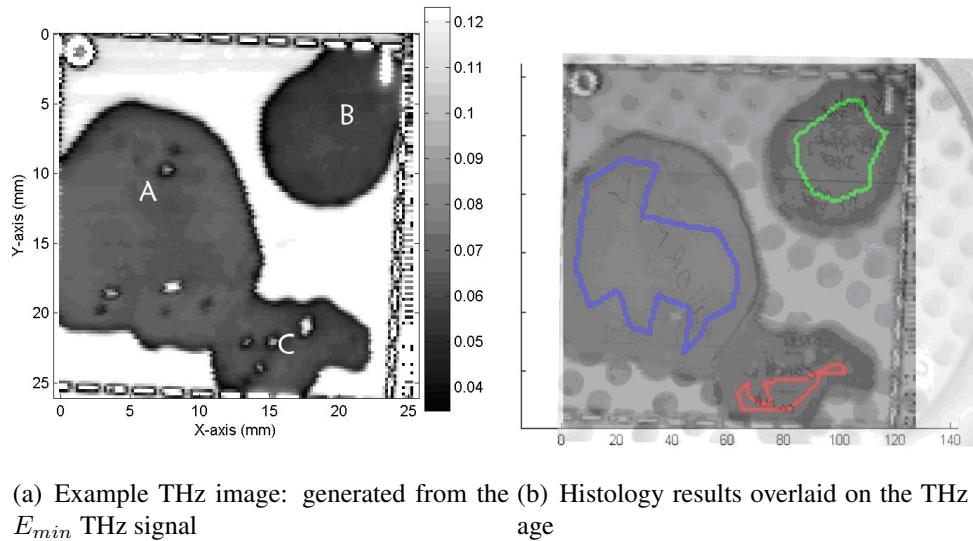 0
5
10
15
20
25
Y-axis (mm)
0 5 10 15 20 25
X-axis (mm)
A
B
C
0.12
0.11
0.1
0.09
0.08
0.07
0.06
0.05
0.04
0 20 40 60 80 100 120 140
(a) Example THz image: generated from the
E_min THz signal
(b) Histology results overlaid on the THz
age